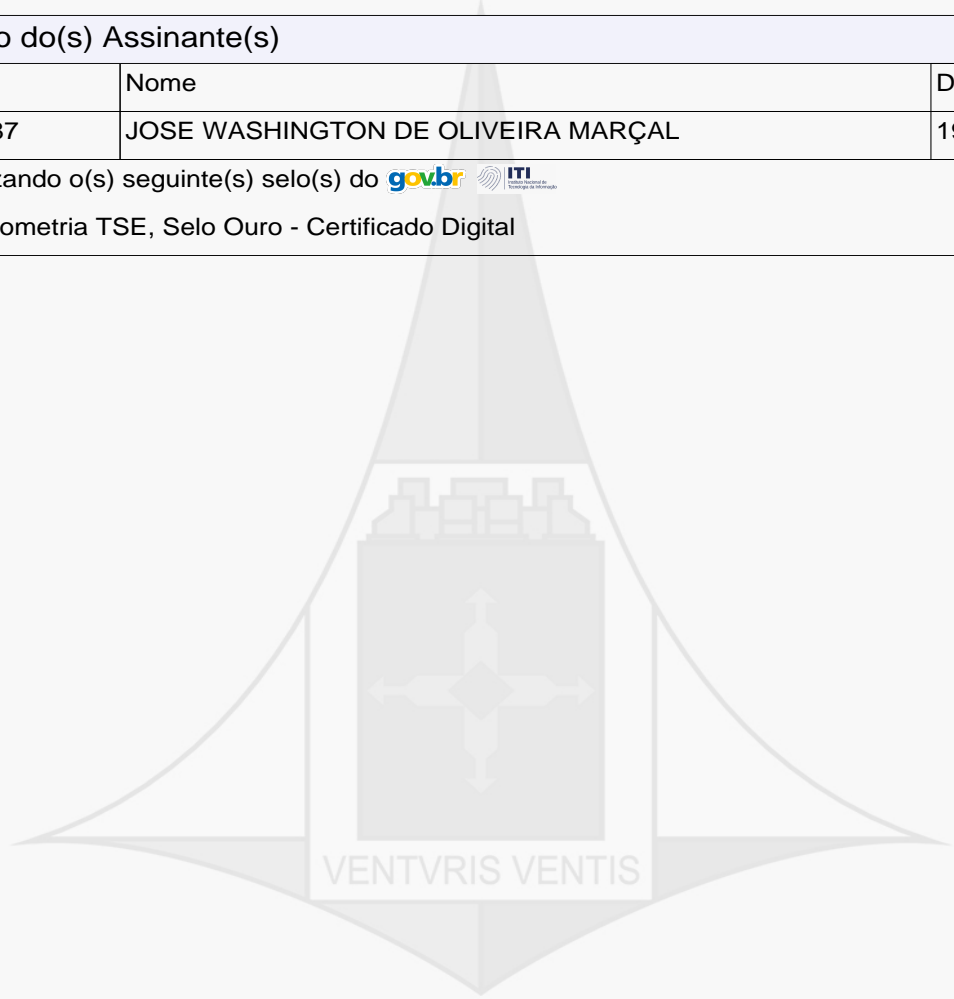 o do(s) Assinante(s)
Nome D
37 JOSE WASHINGTON DE OLIVEIRA MARÇAL 19
zando o(s) seguinte(s) selo(s) do gov.br ITI
ometria TSE, Selo Ouro - Certificado Digital
VENTVRIS VENTIS